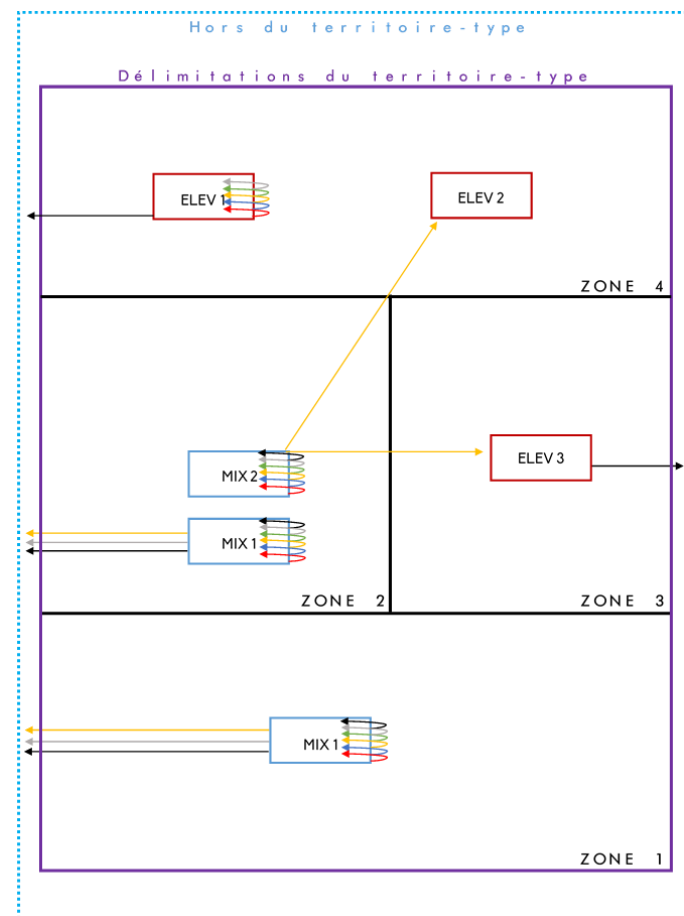 Hors du territoire-type
Délimitations du territoire-type
ELEV 1
ELEV 2
ZONE 4
MIX 2
ELEV 3
MIX 1
ZONE 2
ZONE 3
MIX 1
ZONE 1